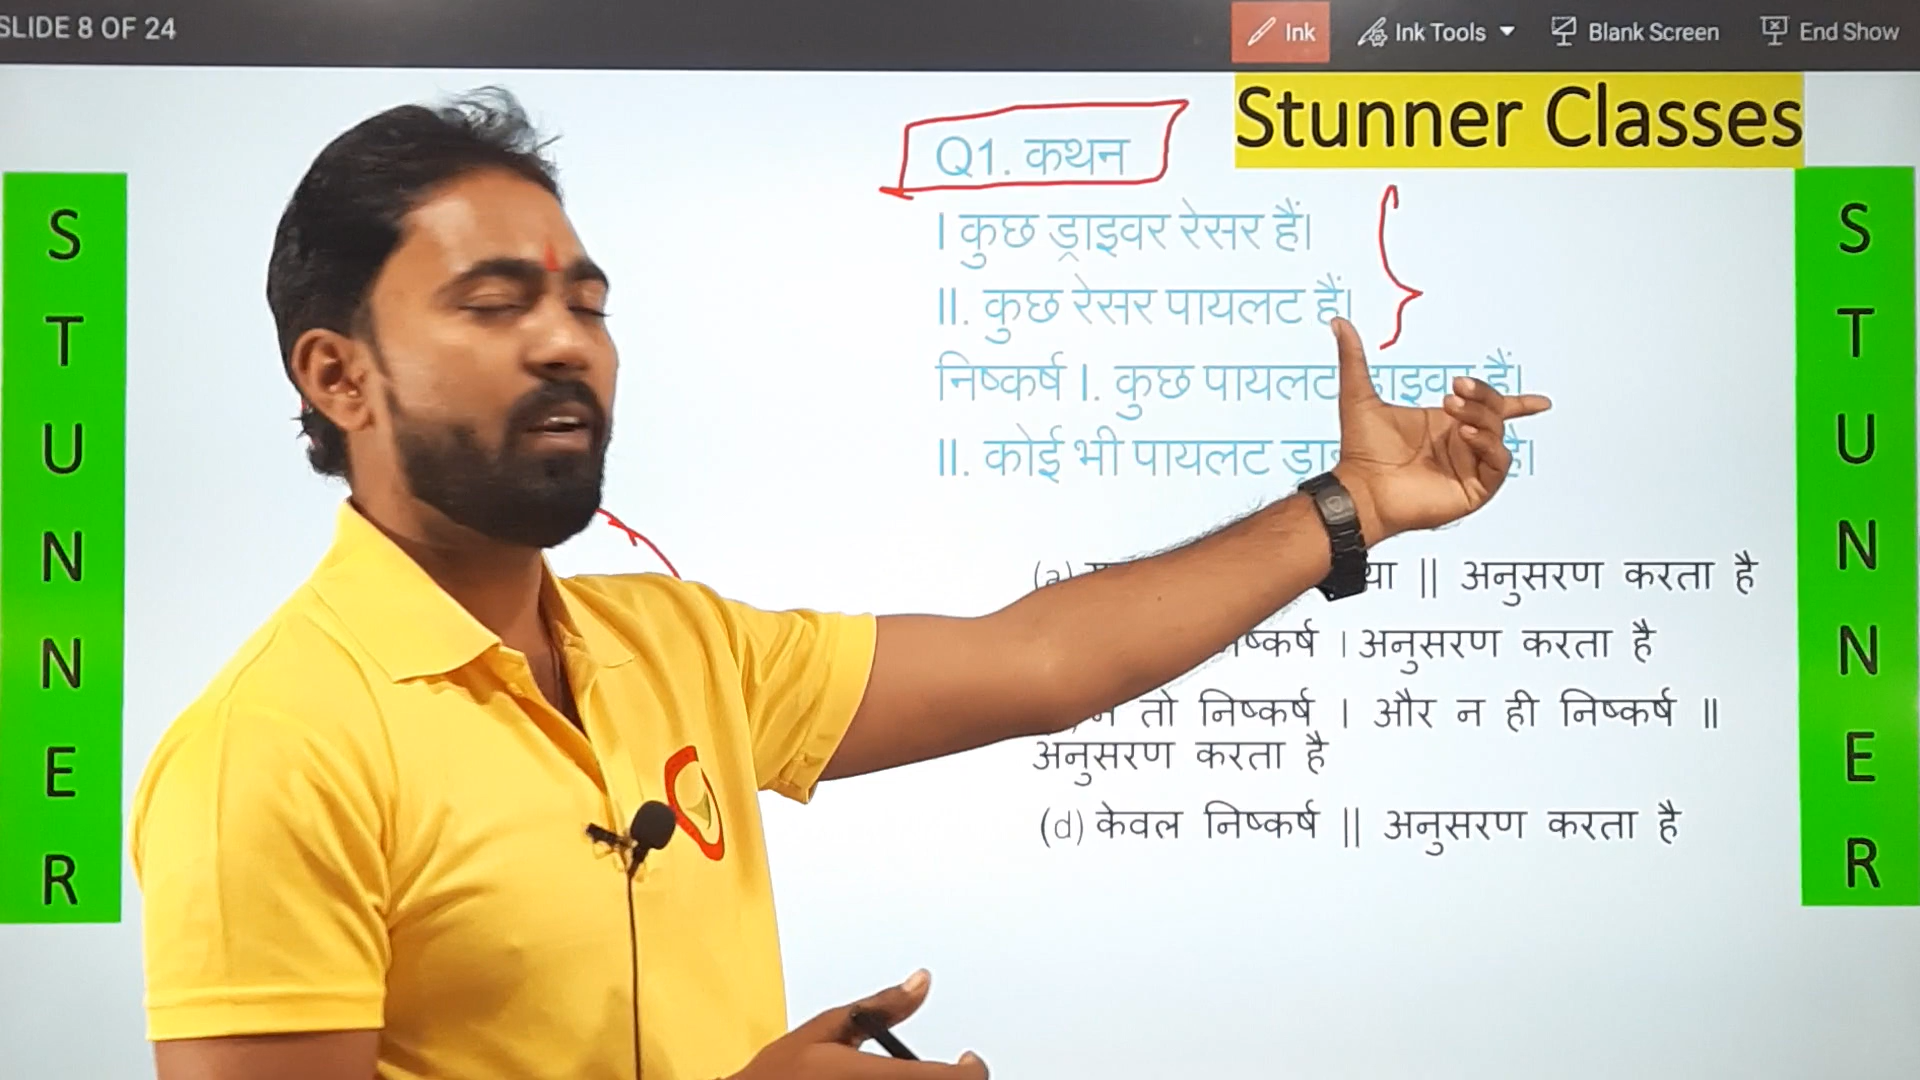 SLIDE 8 OF 24
Ink
Ink Tools
Blank Screen
End Show
Stunner Classes
S
T
U
N
N
E
R
Q1. कथन
I कुछ ड्राइवर रेसर हैं।
II. कुछ रेसर पायलट हैं।
निष्कर्ष I. कुछ पायलट हैं।
II. कोई भी पायलट है।
या || अनुसरण करता है
। अनुसरण करता है
न तो निष्कर्ष । और न ही निष्कर्ष ॥
अनुसरण करता है
(d) केवल निष्कर्ष || अनुसरण करता है
S
T
U
N
N
E
R